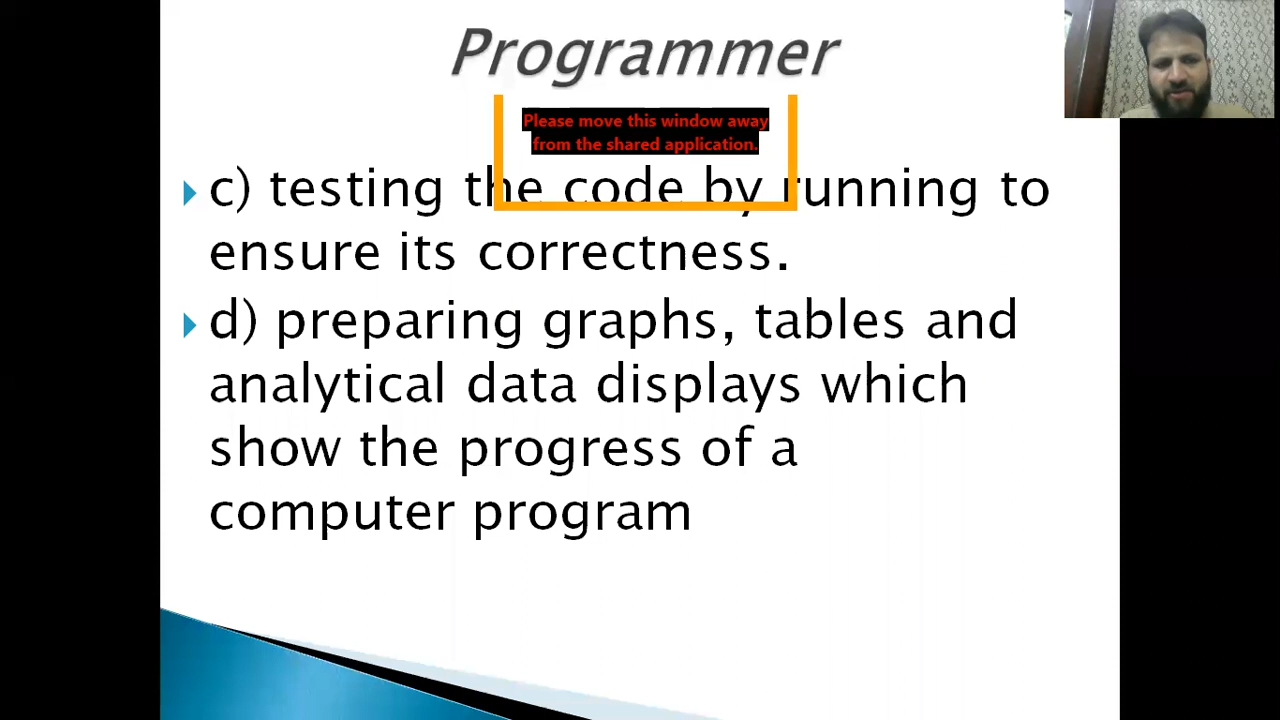 Programmer
Please move this window away
from the shared application.
c) testing the code by running to
ensure its correctness.
d) preparing graphs, tables and
analytical data displays which
show the progress of a
computer program